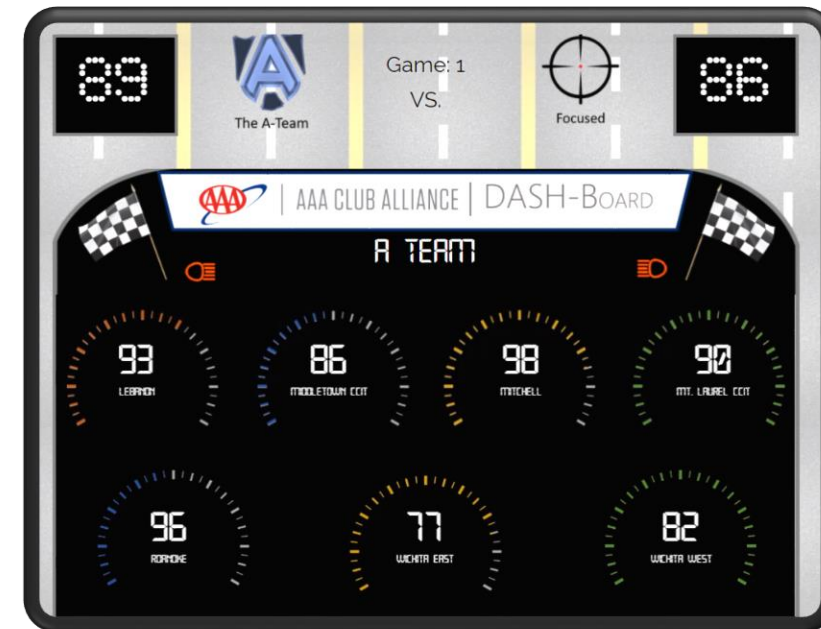 89
The A-Team
Game: 1
VS.
Focused
86
AAA
AAA CLUB ALLIANCE
DASH-BOARD
A TEAM
93
LEBANON
86
MIDDLETOWN CCIT
98
MITCHELL
90
MT. LAUREL CCIT
96
ROANOKE
77
WICHITA EAST
82
WICHITA WEST